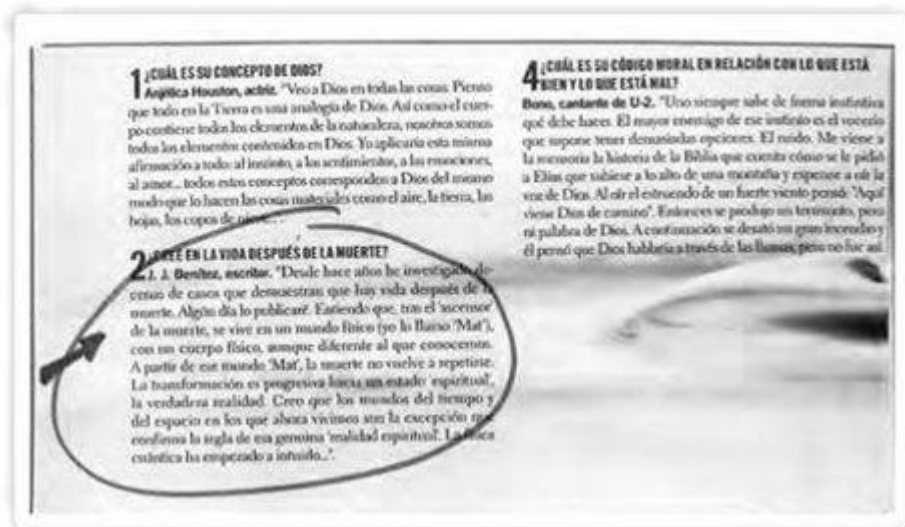 1 ¿CUÁL ES SU CONCEPTO DE DIOS?
Anjélica Houston, actriz. "Veo a Dios en todas las cosas. Pienso
que todo en la Tierra es una analogía de Dios. Así como el cuer-
po contiene todos los elementos de la naturaleza, nosotros somos
todos los elementos contenidos en Dios. Yo aplicaría esta misma
afirmación a todo: al instinto, a los sentimientos, a las emociones,
al amor... todos estos conceptos corresponden a Dios del mismo
modo que lo hacen las cosas materiales como el aire, la tierra, las
hojas, los copos de nieve...
2 ¿CREE EN LA VIDA DESPUÉS DE LA MUERTE?
J. J. Benítez, escritor. "Desde hace años he investigado de-
cenas de casos que demuestran que hay vida después de la
muerte. Algún día lo publicaré. Entiendo que, tras el 'ascensor'
de la muerte, se vive en un mundo físico (yo lo llamo 'Mat'),
con un cuerpo físico, aunque diferente al que conocemos.
A partir de ese mundo 'Mat', la muerte no vuelve a repetirse.
La transformación es progresiva hacia un estado 'espiritual',
la verdadera realidad. Creo que los mundos del tiempo y
del espacio en los que ahora vivimos son la excepción que
confirma la regla de esa genuina 'realidad espiritual'. La física
cuántica ha empezado a intuirlo...".
4 ¿CUÁL ES SU CÓDIGO MORAL EN RELACIÓN CON LO QUE ESTÁ
BIEN Y LO QUE ESTÁ MAL?
Bono, cantante de U-2. "Uno siempre sabe de forma instintiva
qué debe hacer. El mayor enemigo de ese instinto es el vocerío
que supone tener demasiadas opciones. El ruido. Me viene a
la memoria la historia de la Biblia que cuenta cómo se le pidió
a Elías que subiese a lo alto de una montaña y esperase a oír la
voz de Dios. Al oír el estruendo de un fuerte viento pensó: "Aquí
viene Dios de camino". Entonces se produjo un terremoto, pero
ni palabra de Dios. A continuación se desató un gran incendio y
él pensó que Dios hablaría a través de las llamas, pero no fue así.